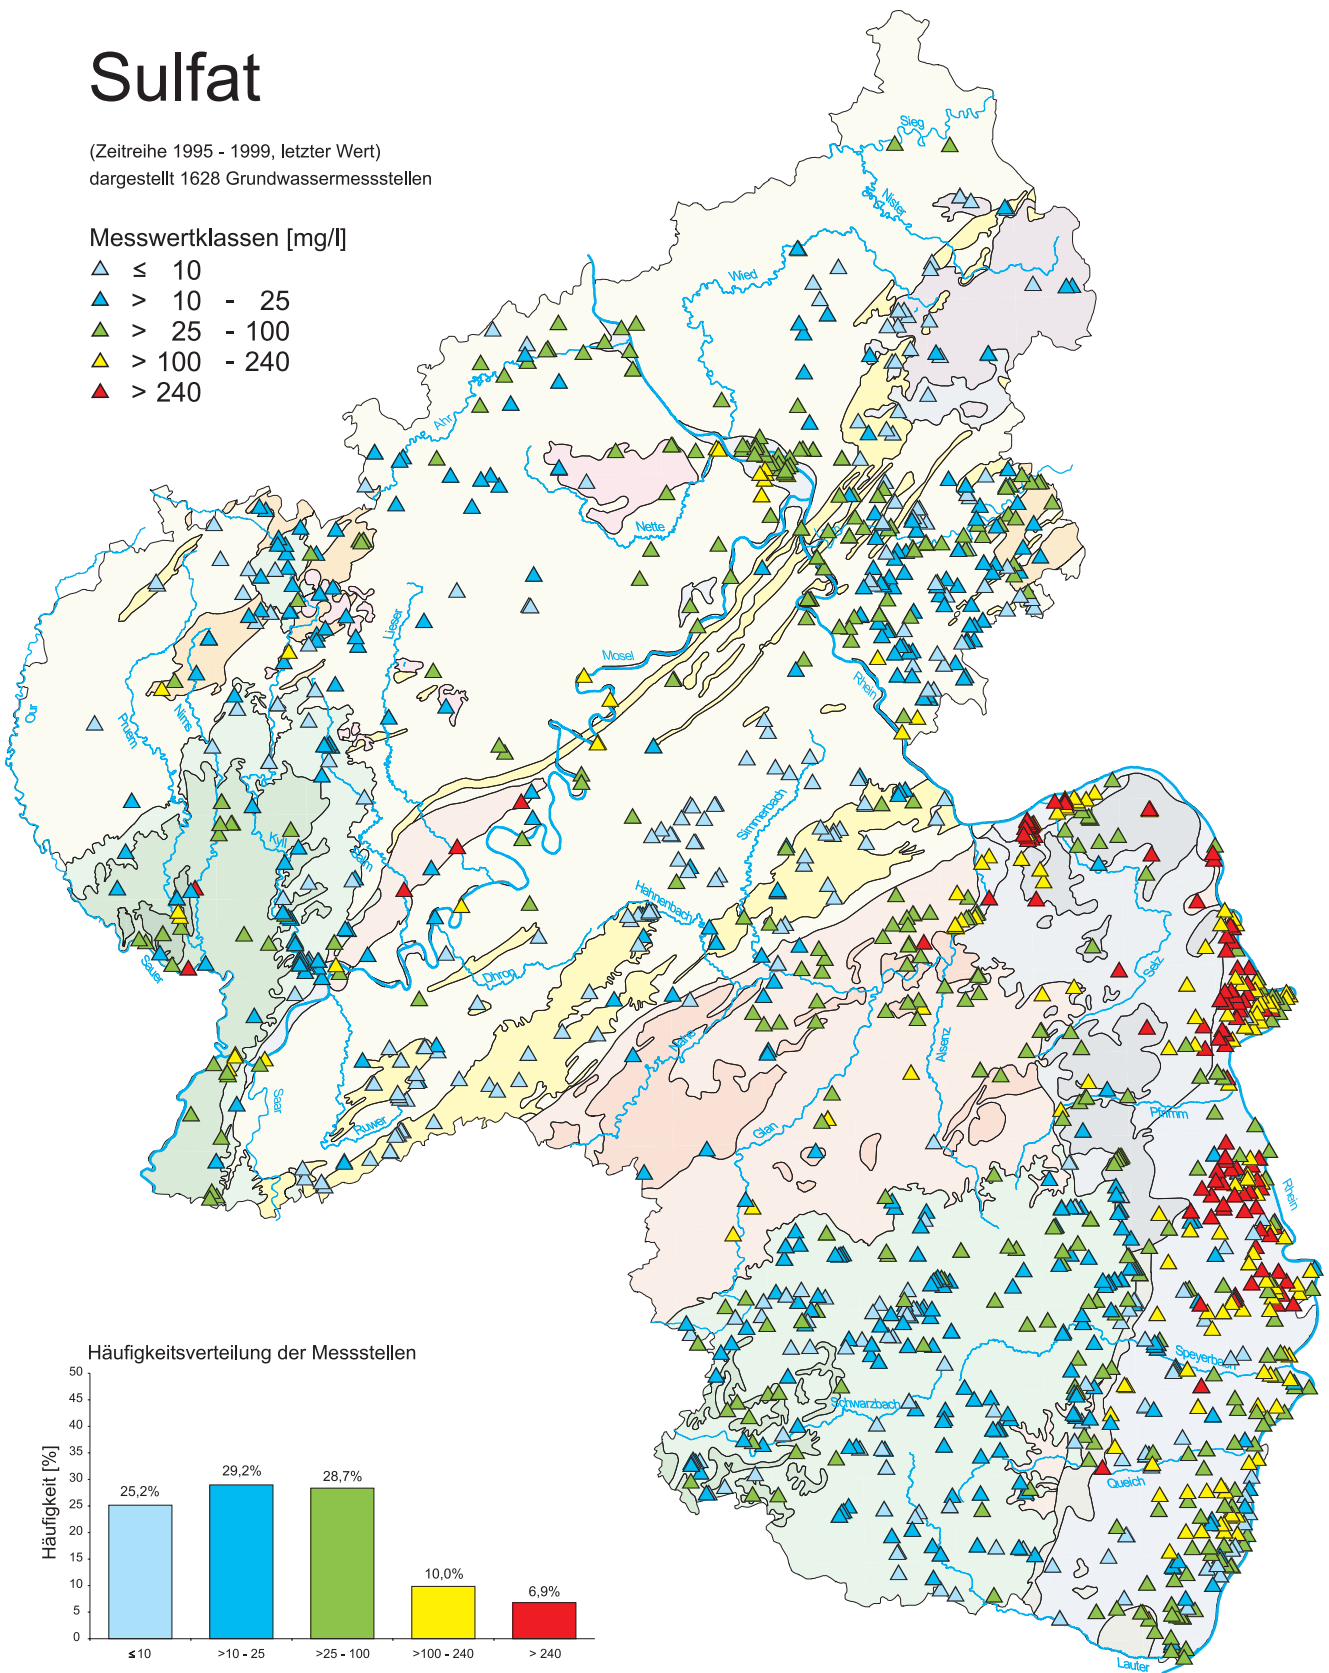 Sulfat
(Zeitreihe 1995 - 1999, letzter Wert)
dargestellt 1628 Grundwassermessstellen
Messwertklassen [mg/l]
≤ 10
> 10 - 25
> 25 - 100
> 100 - 240
> 240
Sieg
Nister
Wied
Ahr
Nette
Lieser
Mosel
Rhein
Our
Pruem
Nims
Kyll
Salm
Simmerbach
Hahnenbach
Dhron
Selz
Sauer
Nahe
Alsenz
Saar
Ruwer
Glan
Pfrimm
Rhein
Speyerbach
Schwarzbach
Queich
Lauter
Häufigkeitsverteilung der Messstellen
Häufigkeit [%]
50
45
40
35
30
25
20
15
10
5
0
25,2%
29,2%
28,7%
10,0%
6,9%
≤ 10
>10 - 25
>25 - 100
>100 - 240
> 240